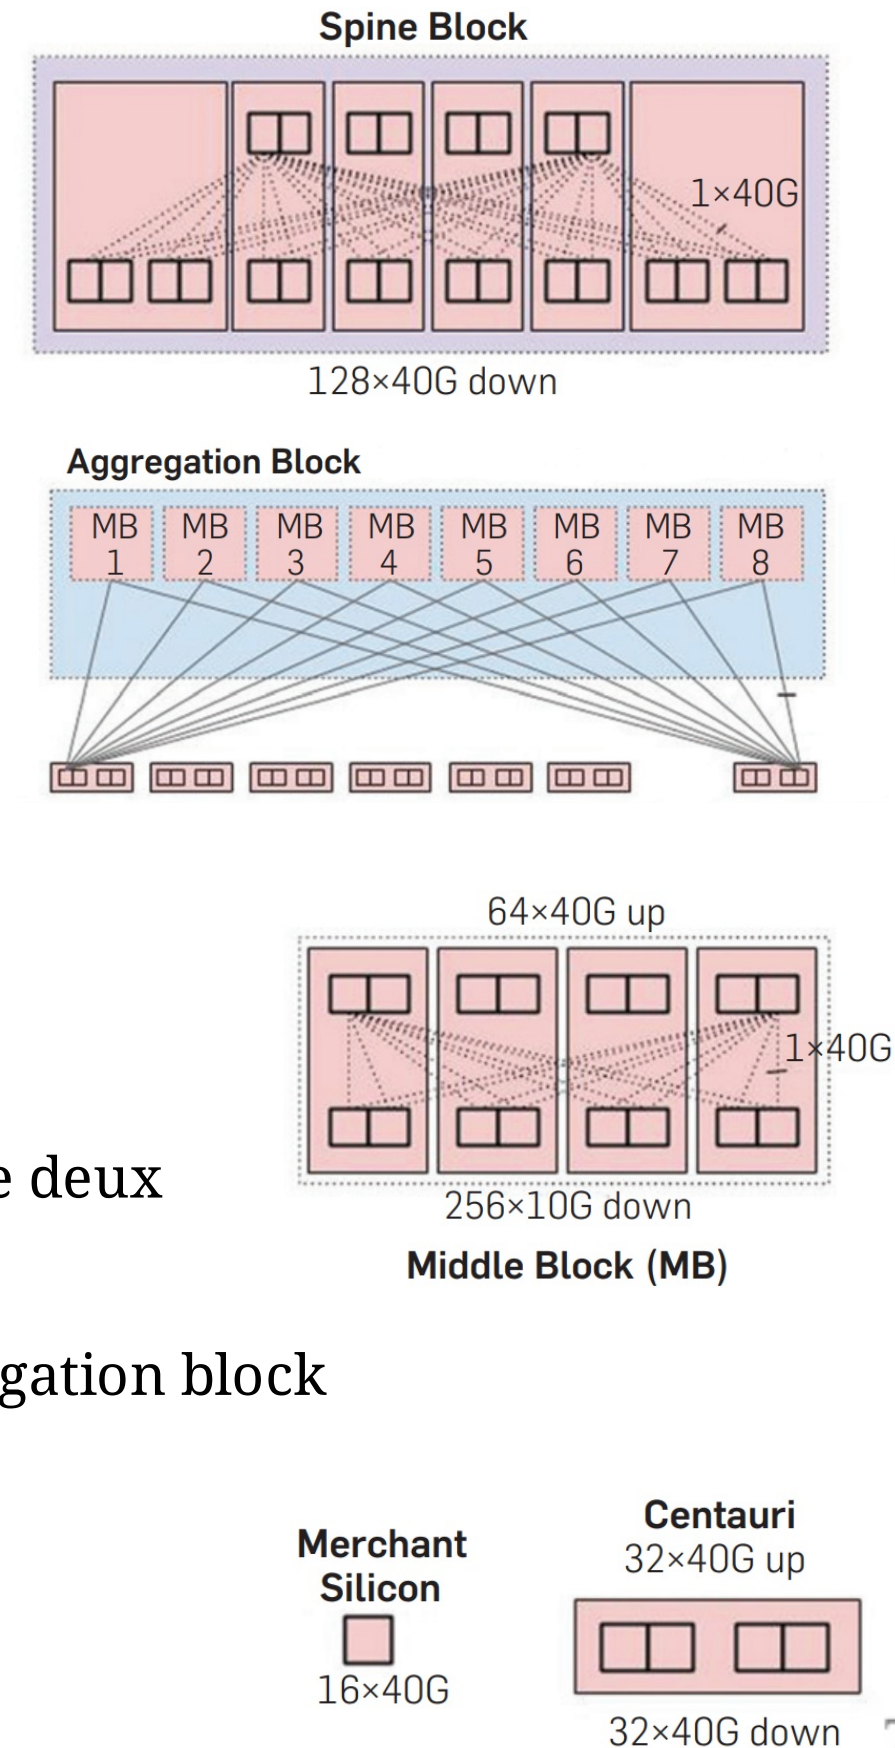 Spine Block
1×40G
128×40G down
Aggregation Block
MB MB MB MB MB MB MB MB
1 2 3 4 5 6 7 8
64×40G up
1×40G
e deux
256×10G down
Middle Block (MB)
gation block
Centauri
Merchant
32×40G up
Silicon
16×40G
32×40G down